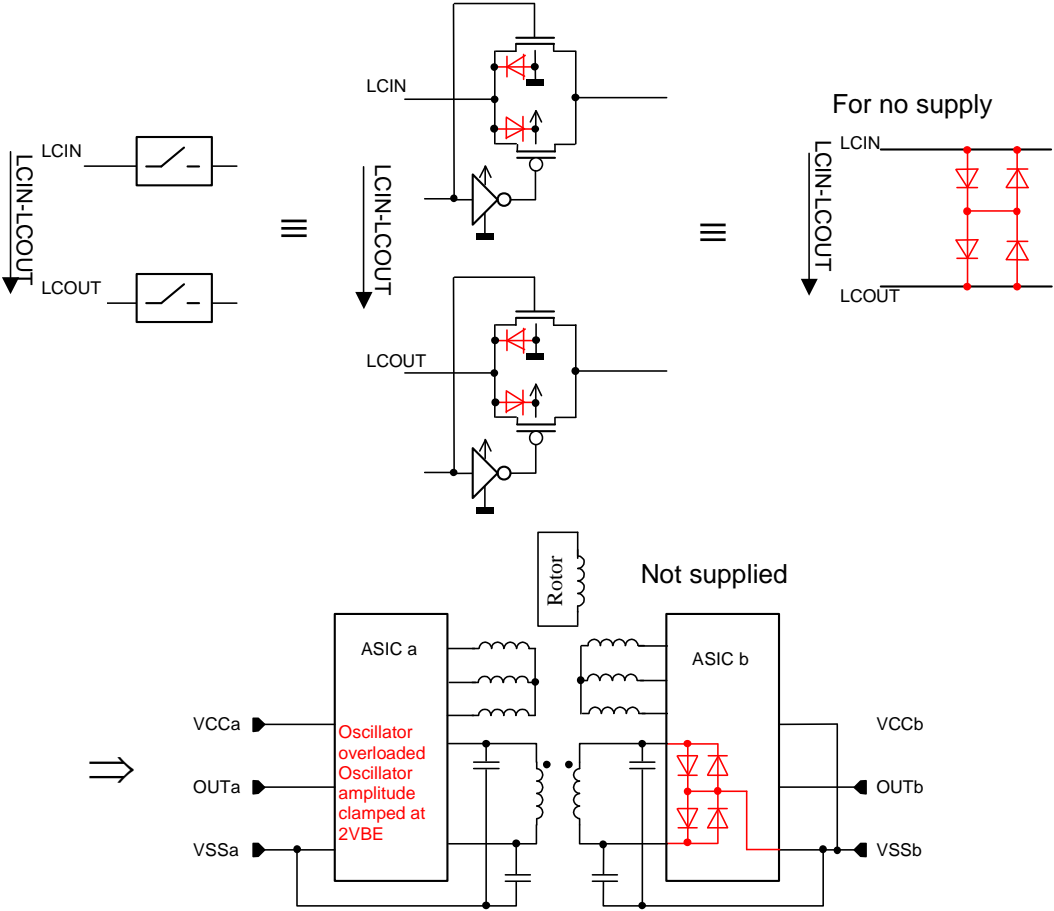 LCIN
LCIN-LCOUT
LCOUT
≡
LCIN
LCIN-LCOUT
LCOUT
≡
For no supply
LCIN
LCIN-LCOUT
LCOUT
Rotor
Not supplied
ASIC a
ASIC b
VCCa
Oscillator
overloaded
Oscillator
amplitude
clamped at
2VBE
OUTa
VSSa
VCCb
OUTb
VSSb
⇒